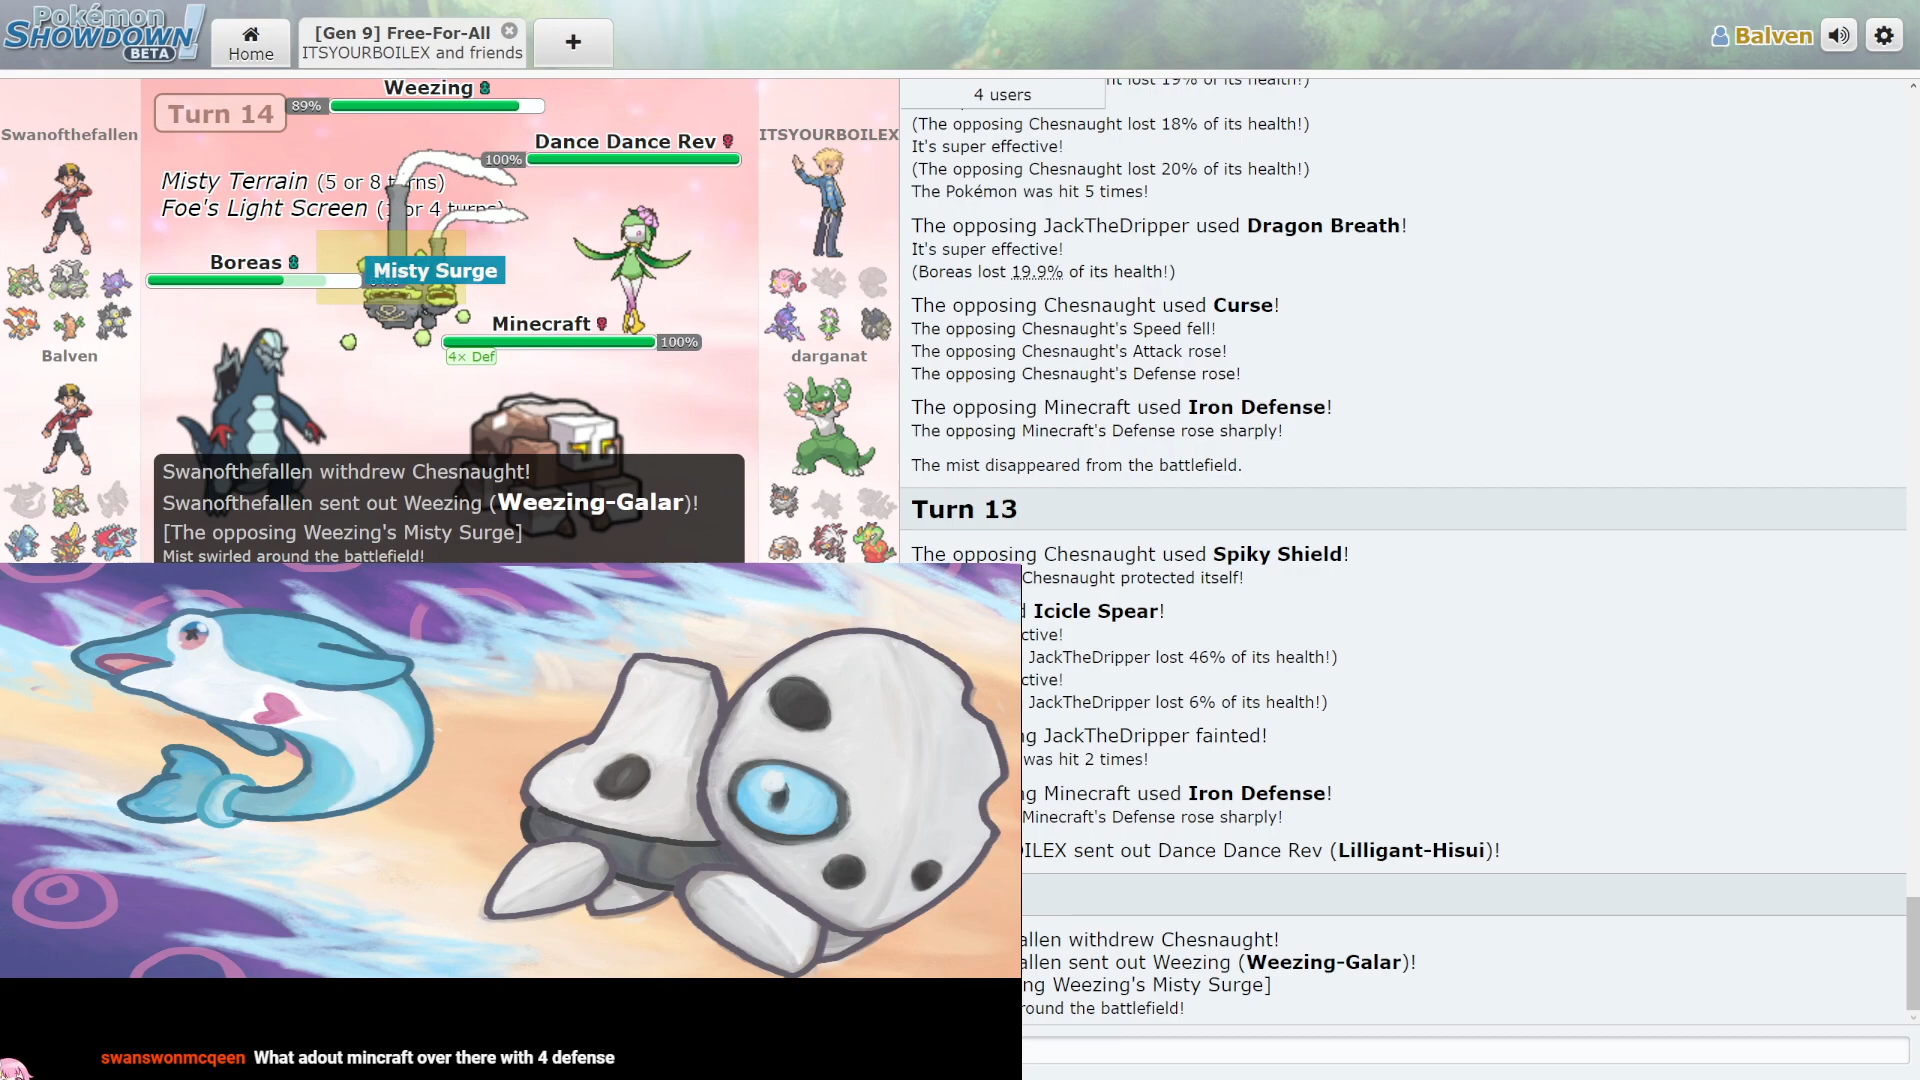 Pokémon
SHOWDOWN!
BETA
Home
[Gen 9] Free-For-All
ITSYOURBOILEX and friends
+
Balven
Swanofthefallen
Turn 14
89%
Weezing
Dance Dance Rev
100%
Misty Terrain (5 or 8 turns)
Foe's Light Screen ( or 4 turns)
Boreas
Misty Surge
Minecraft
100%
4× Def
Balven
ITSYOURBOILEX
darganat
Swanofthefallen withdrew Chesnaught!
Swanofthefallen sent out Weezing (Weezing-Galar)!
[The opposing Weezing's Misty Surge]
Mist swirled around the battlefield!
4 users
lost 19% of its health!)
(The opposing Chesnaught lost 18% of its health!)
It's super effective!
(The opposing Chesnaught lost 20% of its health!)
The Pokémon was hit 5 times!
The opposing JackTheDripper used Dragon Breath!
It's super effective!
(Boreas lost 19.9% of its health!)
The opposing Chesnaught used Curse!
The opposing Chesnaught's Speed fell!
The opposing Chesnaught's Attack rose!
The opposing Chesnaught's Defense rose!
The opposing Minecraft used Iron Defense!
The opposing Minecraft's Defense rose sharply!
The mist disappeared from the battlefield.
Turn 13
The opposing Chesnaught used Spiky Shield!
Chesnaught protected itself!
Icicle Spear!
ctive!
JackTheDripper lost 46% of its health!)
ctive!
JackTheDripper lost 6% of its health!)
g JackTheDripper fainted!
was hit 2 times!
g Minecraft used Iron Defense!
Minecraft's Defense rose sharply!
ILEX sent out Dance Dance Rev (Lilligant-Hisui)!
allen withdrew Chesnaught!
allen sent out Weezing (Weezing-Galar)!
ng Weezing's Misty Surge]
round the battlefield!
swanswonmcqeen What adout mincraft over there with 4 defense